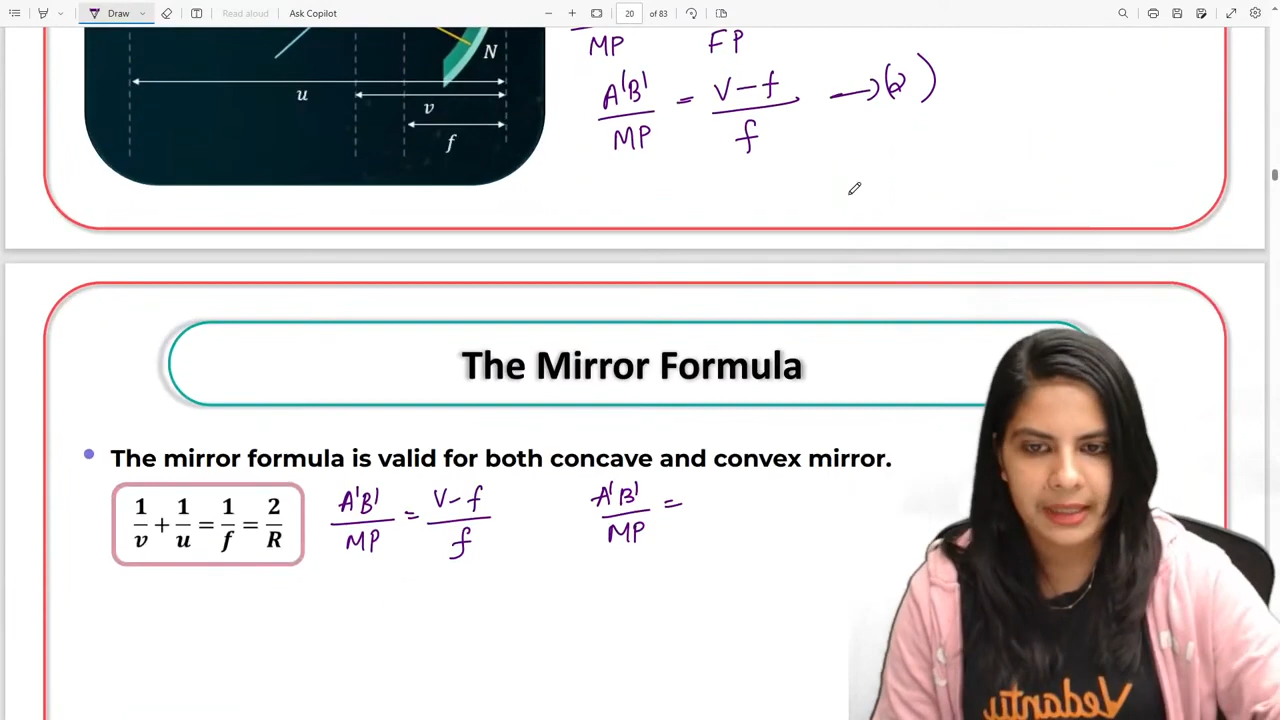 Draw
Read aloud
Ask Copilot
20 of 83
MP FP
N
u
v
f
A'B'/MP = v-f/f → (2)
The Mirror Formula
The mirror formula is valid for both concave and convex mirror.
1/v + 1/u = 1/f = 2/R
A'B'/MP = v-f/f
A'B'/MP =
Vedantu